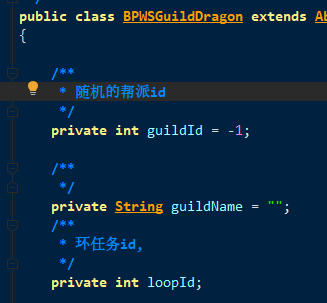 public class BPWSGuildDragon extends Ab
{
/**
* 随机的帮派id
*/
private int guildId = -1;
/**
*/
private String guildName = "";
/**
* 环任务id,
*/
private int loopId;